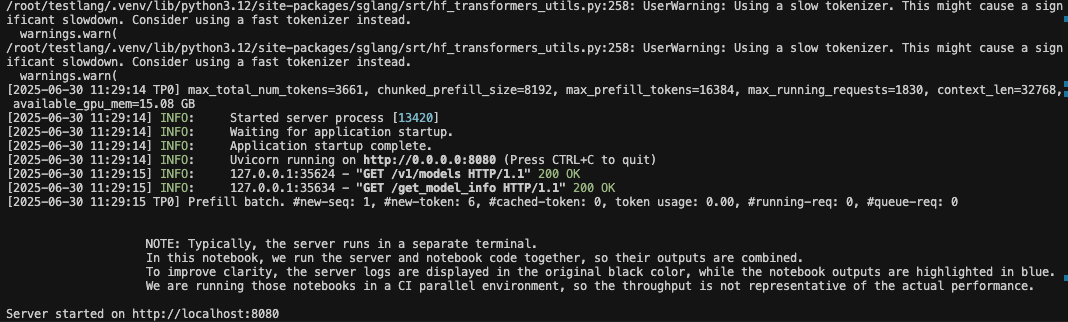 /root/testlang/.venv/lib/python3.12/site-packages/sglang/srt/hf_transformers_utils.py:258: UserWarning: Using a slow tokenizer. This might cause a sign
ificant slowdown. Consider using a fast tokenizer instead.
  warnings.warn(
/root/testlang/.venv/lib/python3.12/site-packages/sglang/srt/hf_transformers_utils.py:258: UserWarning: Using a slow tokenizer. This might cause a sign
ificant slowdown. Consider using a fast tokenizer instead.
  warnings.warn(
[2025-06-30 11:29:14 TP0] max_total_num_tokens=3661, chunked_prefill_size=8192, max_prefill_tokens=16384, max_running_requests=1830, context_len=32768,
 available_gpu_mem=15.08 GB
[2025-06-30 11:29:14] INFO:     Started server process [13420]
[2025-06-30 11:29:14] INFO:     Waiting for application startup.
[2025-06-30 11:29:14] INFO:     Application startup complete.
[2025-06-30 11:29:14] INFO:     Uvicorn running on http://0.0.0.0:8080 (Press CTRL+C to quit)
[2025-06-30 11:29:15] INFO:     127.0.0.1:35624 - "GET /v1/models HTTP/1.1" 200 OK
[2025-06-30 11:29:15] INFO:     127.0.0.1:35634 - "GET /get_model_info HTTP/1.1" 200 OK
[2025-06-30 11:29:15 TP0] Prefill batch. #new-seq: 1, #new-token: 6, #cached-token: 0, token usage: 0.00, #running-req: 0, #queue-req: 0
NOTE: Typically, the server runs in a separate terminal.
In this notebook, we run the server and notebook code together, so their outputs are combined.
To improve clarity, the server logs are displayed in the original black color, while the notebook outputs are highlighted in blue.
We are running those notebooks in a CI parallel environment, so the throughput is not representative of the actual performance.
Server started on http://localhost:8080